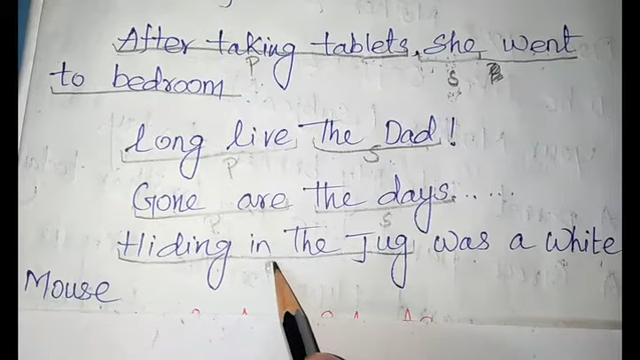 After taking tablets, she went
P
S
to bedroom
Long live the Dad!
P
S
Gone are the days......
P
S
Hiding in the Jug was a white
Mouse